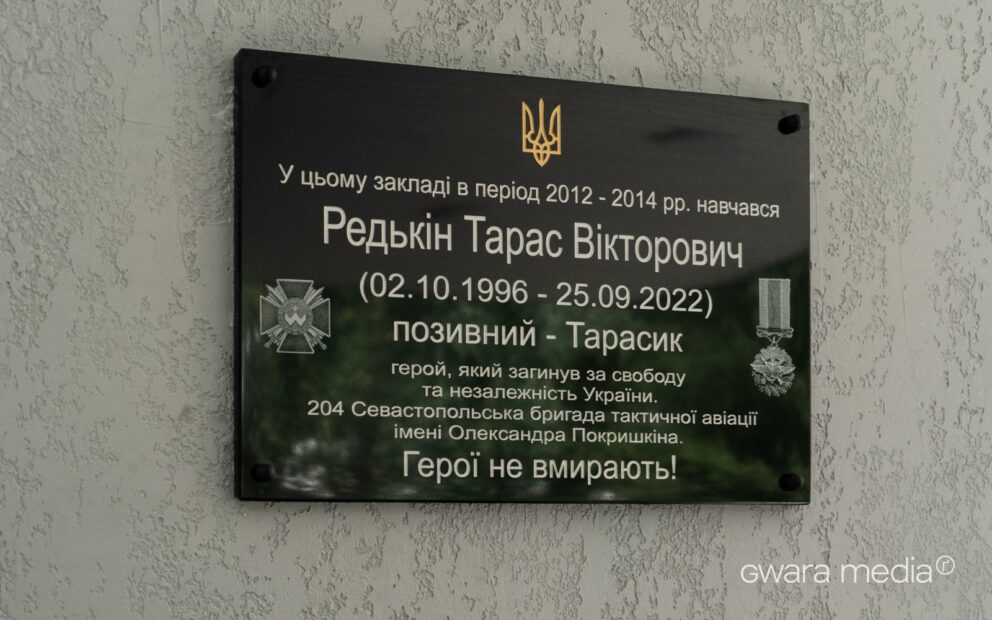 У цьому закладі в період 2012 - 2014 рр. навчався
Редькін Тарас Вікторович
(02.10.1996 - 25.09.2022)
позивний - Тарасик
герой, який загинув за свободу
та незалежність України.
204 Севастопольська бригада тактичної авіації
імені Олександра Покришкіна.
Герої не вмирають!
Gwara media